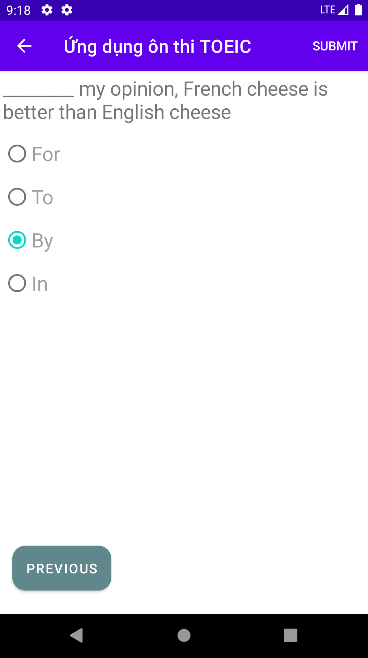 9:18 LTE
Ứng dụng ôn thi TOEIC SUBMIT
________ my opinion, French cheese is
better than English cheese
For
To
By
In
PREVIOUS